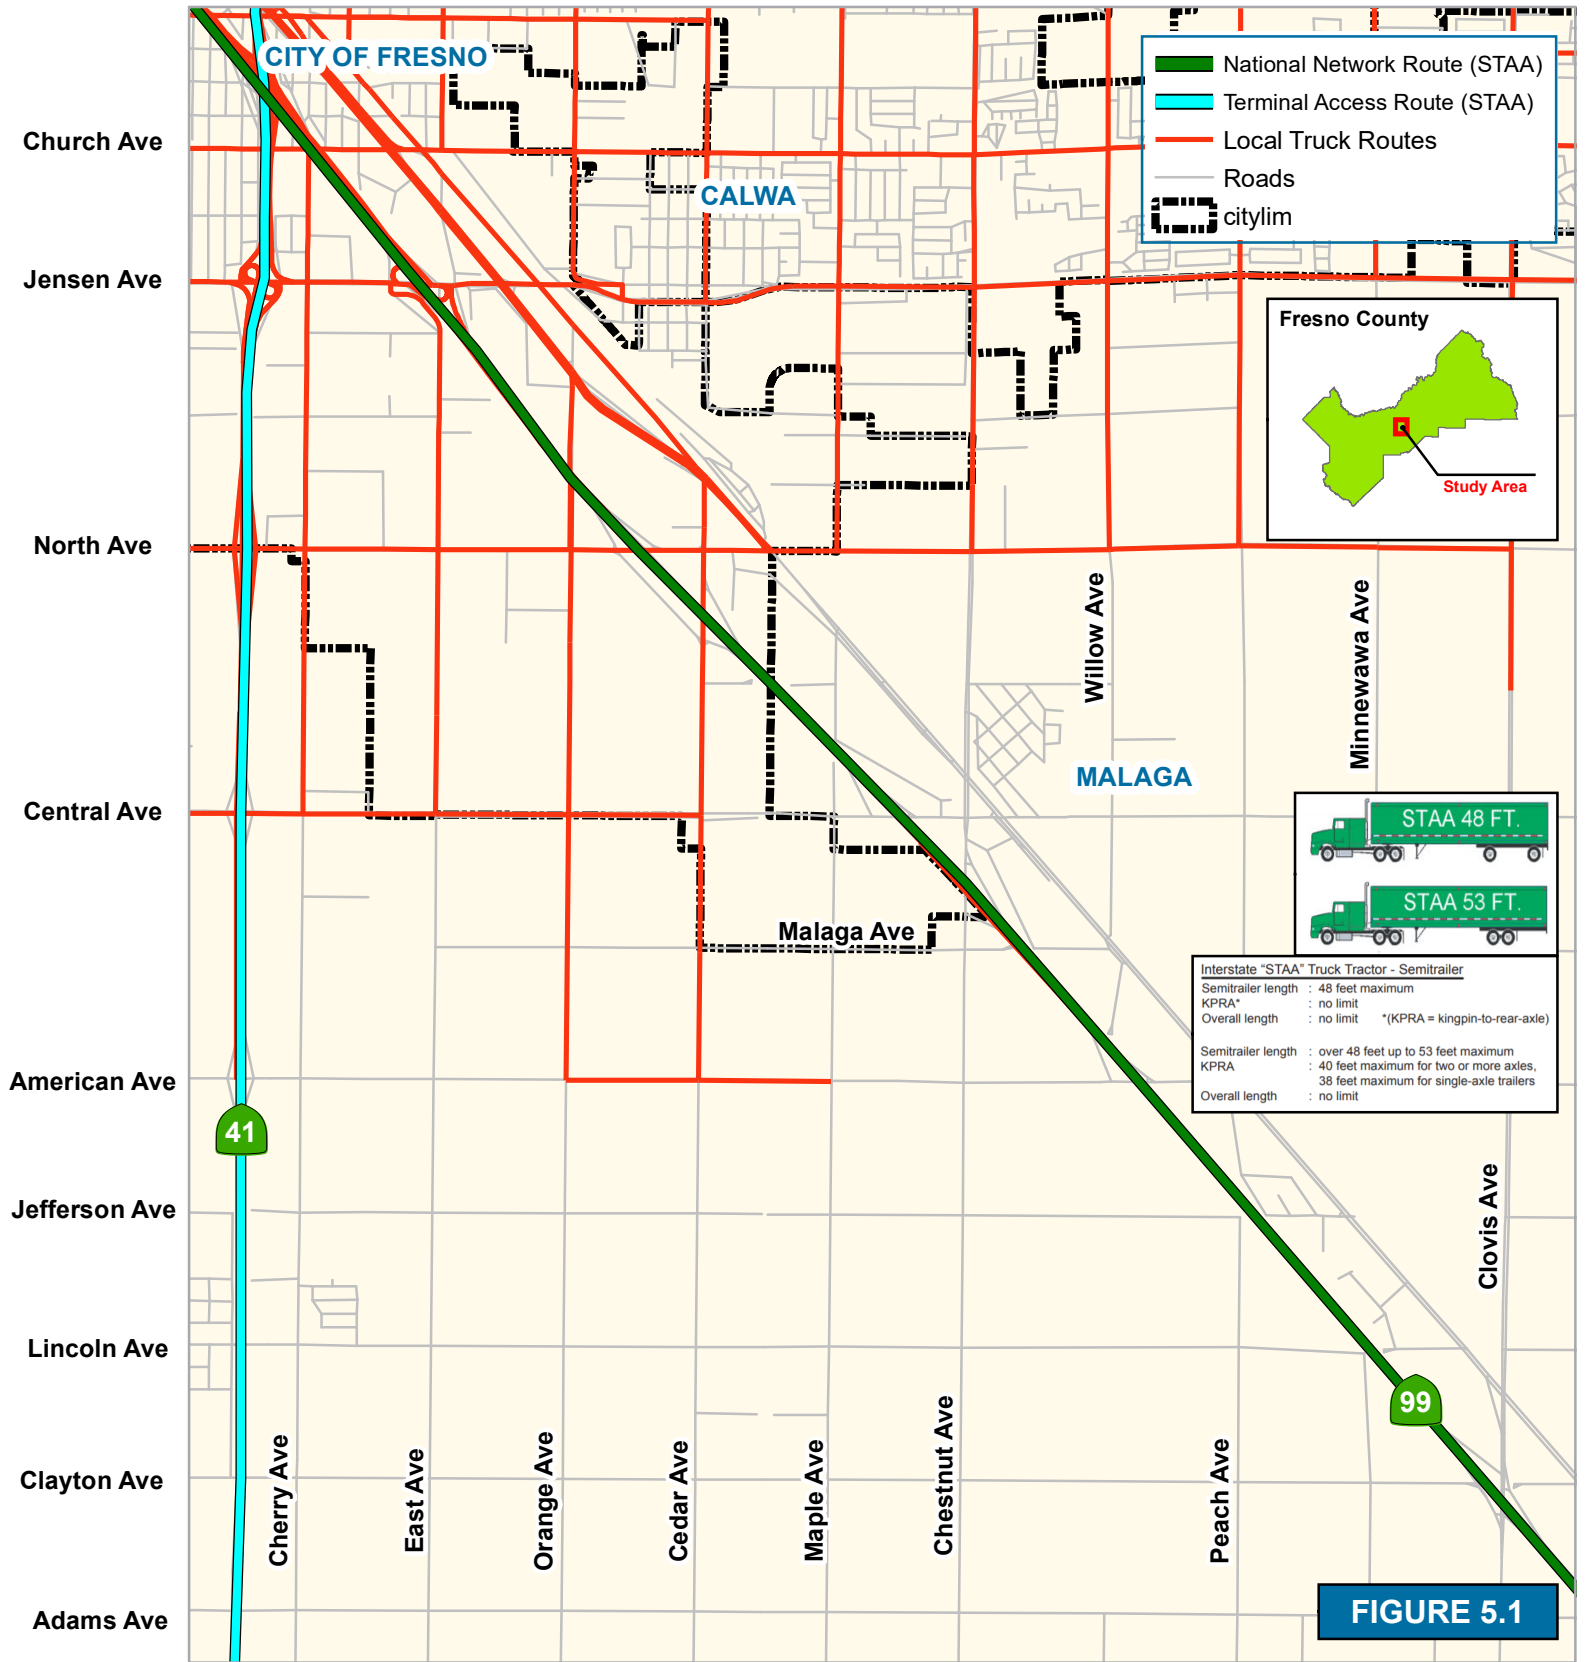 CITY OF FRESNO
National Network Route (STAA)
Terminal Access Route (STAA)
Local Truck Routes
Roads
citylim
Church Ave
CALWA
Jensen Ave
Fresno County
Study Area
North Ave
Willow Ave
Minnewawa Ave
MALAGA
Central Ave
STAA 48 FT.
STAA 53 FT.
Malaga Ave
Interstate “STAA” Truck Tractor - Semitrailer
Semitrailer length : 48 feet maximum
KPRA* : no limit
Overall length : no limit *(KPRA = kingpin-to-rear-axle)
Semitrailer length : over 48 feet up to 53 feet maximum
KPRA : 40 feet maximum for two or more axles,
38 feet maximum for single-axle trailers
Overall length : no limit
American Ave
41
Jefferson Ave
Clovis Ave
Lincoln Ave
99
Clayton Ave
Cherry Ave
East Ave
Orange Ave
Cedar Ave
Maple Ave
Chestnut Ave
Peach Ave
Adams Ave
FIGURE 5.1